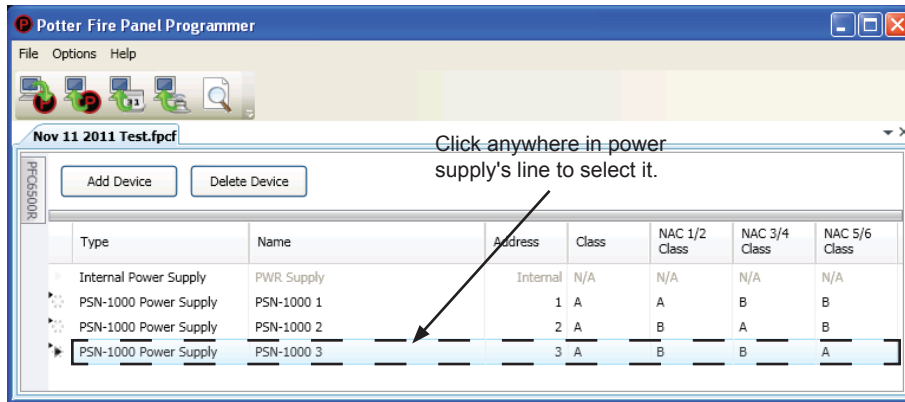 Potter Fire Panel Programmer
File Options Help
Nov 11 2011 Test.fpcf
Click anywhere in power
supply's line to select it.
PFC6500R
Add Device Delete Device
Type Name Address Class NAC 1/2 Class NAC 3/4 Class NAC 5/6 Class
Internal Power Supply PWR Supply Internal N/A N/A N/A N/A
PSN-1000 Power Supply PSN-1000 1 1 A A B B
PSN-1000 Power Supply PSN-1000 2 2 A B A B
PSN-1000 Power Supply PSN-1000 3 3 A B B A